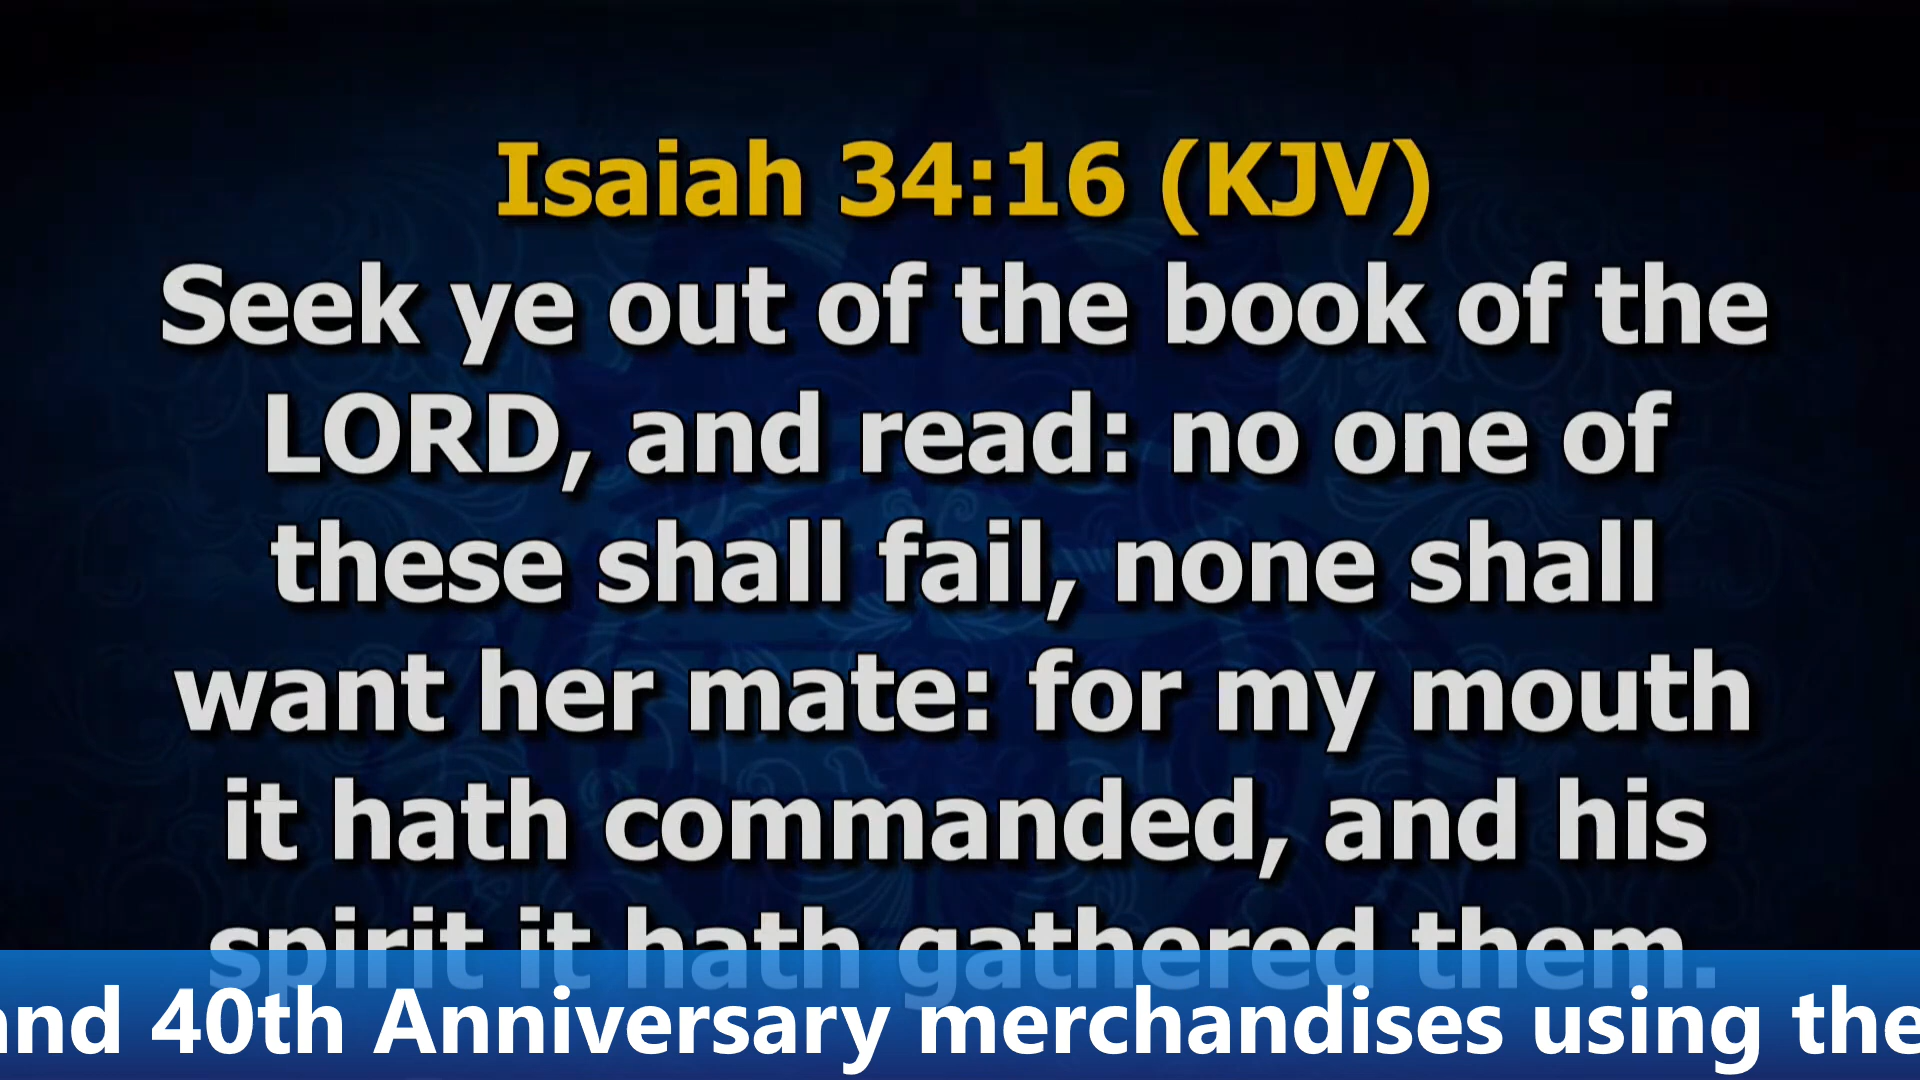 Isaiah 34:16 (KJV)
Seek ye out of the book of the
LORD, and read: no one of
these shall fail, none shall
want her mate: for my mouth
it hath commanded, and his
spirit it hath gathered them.
and 40th Anniversary merchandises using the